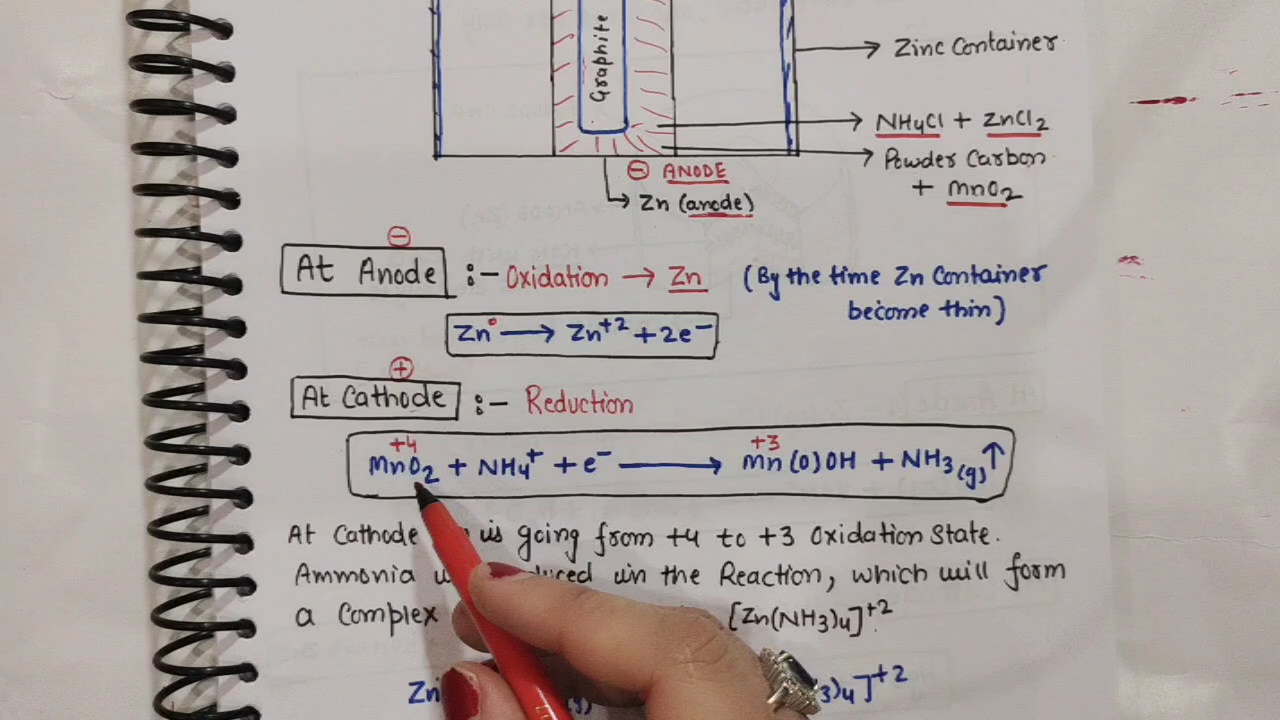 Graphite
Zinc Container
NH4Cl + ZnCl2
Powder Carbon
+ MnO2
⊖ ANODE
Zn (anode)
⊖
At Anode :- Oxidation → Zn (By the time Zn Container
become thin)
Zn° → Zn+2 + 2e-
⊕
At Cathode :- Reduction
+4 +3
MnO2 + NH4+ + e- → Mn(O)OH + NH3(g)↑
At Cathode is going from +4 to +3 Oxidation State.
Ammonia in the Reaction, which will form
a Complex [Zn(NH3)4]+2
Zn (g) 3)4]+2